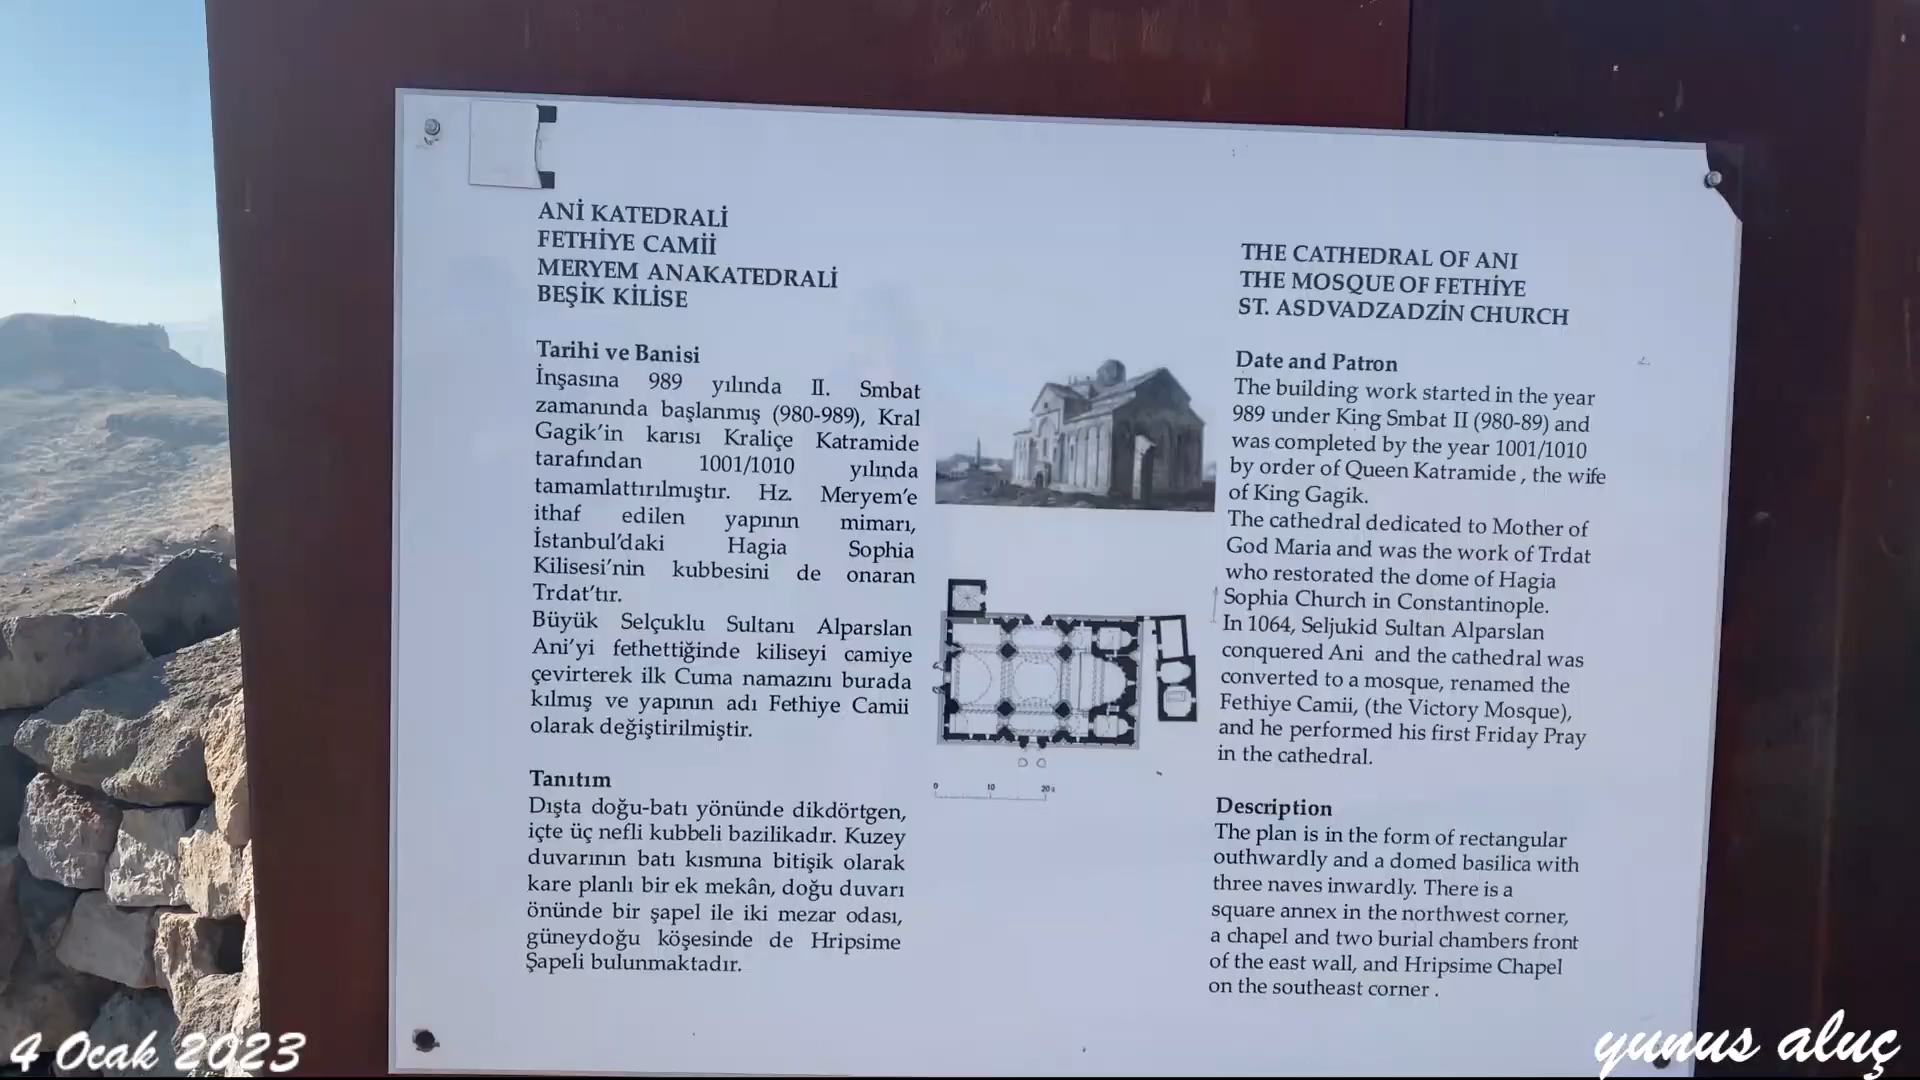 ANİ KATEDRALİ
FETHİYE CAMİİ
MERYEM ANAKATEDRALİ
BEŞİK KİLİSE
Tarihi ve Banisi
İnşasına 989 yılında II. Smbat
zamanında başlanmış (980-989), Kral
Gagik'in karısı Kraliçe Katramide
tarafından 1001/1010 yılında
tamamlattırılmıştır. Hz. Meryem'e
ithaf edilen yapının mimarı,
İstanbul'daki Hagia Sophia
Kilisesi'nin kubbesini de onaran
Trdat'tır.
Büyük Selçuklu Sultanı Alparslan
Ani'yi fethettiğinde kiliseyi camiye
çevirterek ilk Cuma namazını burada
kılmış ve yapının adı Fethiye Camii
olarak değiştirilmiştir.
Tanıtım
Dışta doğu-batı yönünde dikdörtgen,
içte üç nefli kubbeli bazilikadır. Kuzey
duvarının batı kısmına bitişik olarak
kare planlı bir ek mekân, doğu duvarı
önünde bir şapel ile iki mezar odası,
güneydoğu köşesinde de Hripsime
Şapeli bulunmaktadır.
0 10 20
THE CATHEDRAL OF ANI
THE MOSQUE OF FETHİYE
ST. ASDVADZADZİN CHURCH
Date and Patron
The building work started in the year
989 under King Smbat II (980-89) and
was completed by the year 1001/1010
by order of Queen Katramide , the wife
of King Gagik.
The cathedral dedicated to Mother of
God Maria and was the work of Trdat
who restorated the dome of Hagia
Sophia Church in Constantinople.
In 1064, Seljukid Sultan Alparslan
conquered Ani and the cathedral was
converted to a mosque, renamed the
Fethiye Camii, (the Victory Mosque),
and he performed his first Friday Pray
in the cathedral.
Description
The plan is in the form of rectangular
outhwardly and a domed basilica with
three naves inwardly. There is a
square annex in the northwest corner,
a chapel and two burial chambers front
of the east wall, and Hripsime Chapel
on the southeast corner .
4 Ocak 2023
yunus aluç